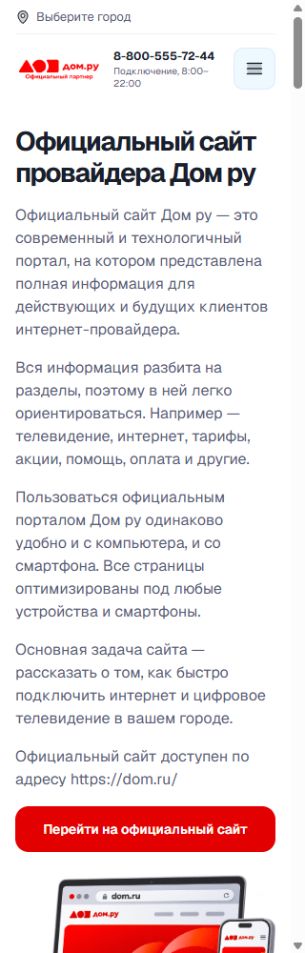 Выберите город
дом.ру
Официальный партнер
8-800-555-72-44
Подключение, 8:00–
22:00
Официальный сайт
провайдера Дом ру
Официальный сайт Дом ру — это
современный и технологичный
портал, на котором представлена
полная информация для
действующих и будущих клиентов
интернет-провайдера.
Вся информация разбита на
разделы, поэтому в ней легко
ориентироваться. Например —
телевидение, интернет, тарифы,
акции, помощь, оплата и другие.
Пользоваться официальным
порталом Дом ру одинаково
удобно и с компьютера, и со
смартфона. Все страницы
оптимизированы под любые
устройства и смартфоны.
Основная задача сайта —
рассказать о том, как быстро
подключить интернет и цифровое
телевидение в вашем городе.
Официальный сайт доступен по
адресу https://dom.ru/
Перейти на официальный сайт
dom.ru
дом.ру
дом.ру